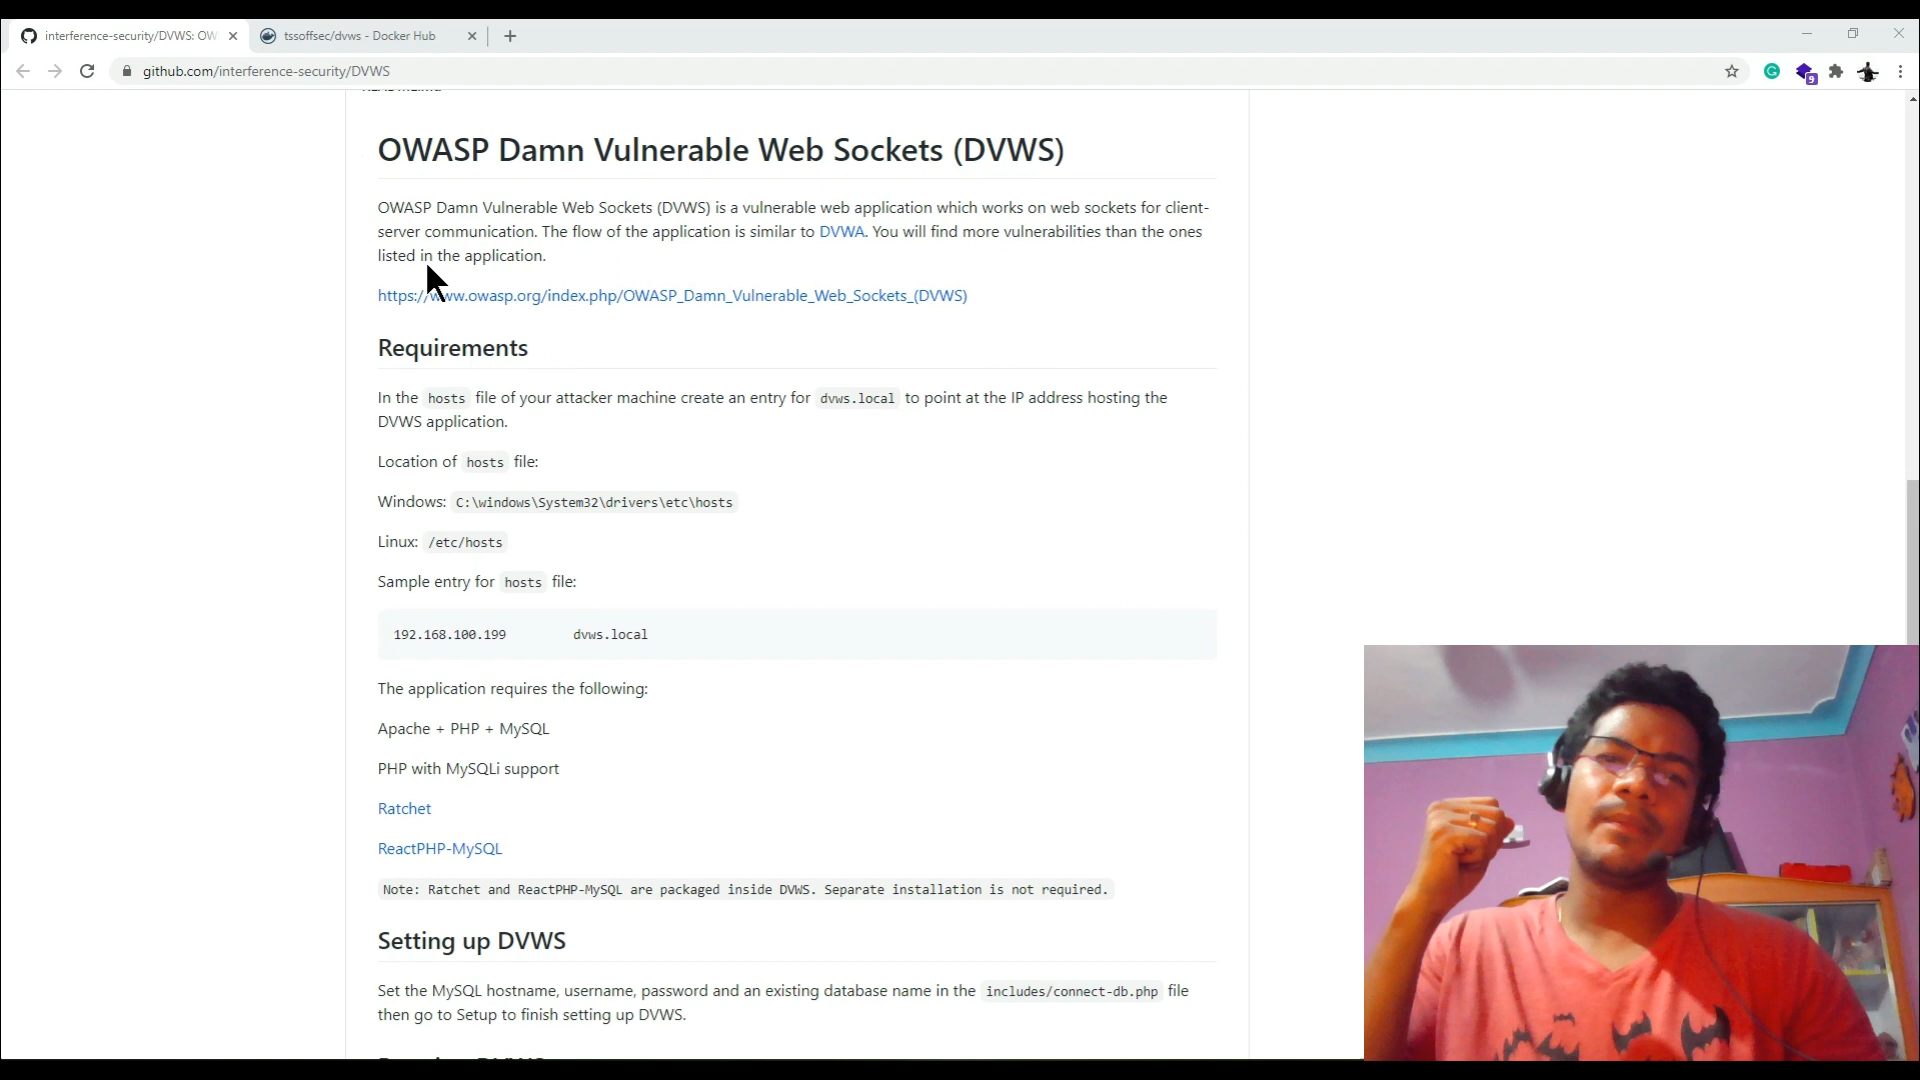 interference-security/DVWS: OW
tssoffsec/dvws - Docker Hub
github.com/interference-security/DVWS
9
OWASP Damn Vulnerable Web Sockets (DVWS)
OWASP Damn Vulnerable Web Sockets (DVWS) is a vulnerable web application which works on web sockets for client-
server communication. The flow of the application is similar to DVWA. You will find more vulnerabilities than the ones
listed in the application.
https://www.owasp.org/index.php/OWASP_Damn_Vulnerable_Web_Sockets_(DVWS)
Requirements
In the hosts file of your attacker machine create an entry for dvws.local to point at the IP address hosting the
DVWS application.
Location of hosts file:
Windows: C:\windows\System32\drivers\etc\hosts
Linux: /etc/hosts
Sample entry for hosts file:
192.168.100.199 dvws.local
The application requires the following:
Apache + PHP + MySQL
PHP with MySQLi support
Ratchet
ReactPHP-MySQL
Note: Ratchet and ReactPHP-MySQL are packaged inside DVWS. Separate installation is not required.
Setting up DVWS
Set the MySQL hostname, username, password and an existing database name in the includes/connect-db.php file
then go to Setup to finish setting up DVWS.